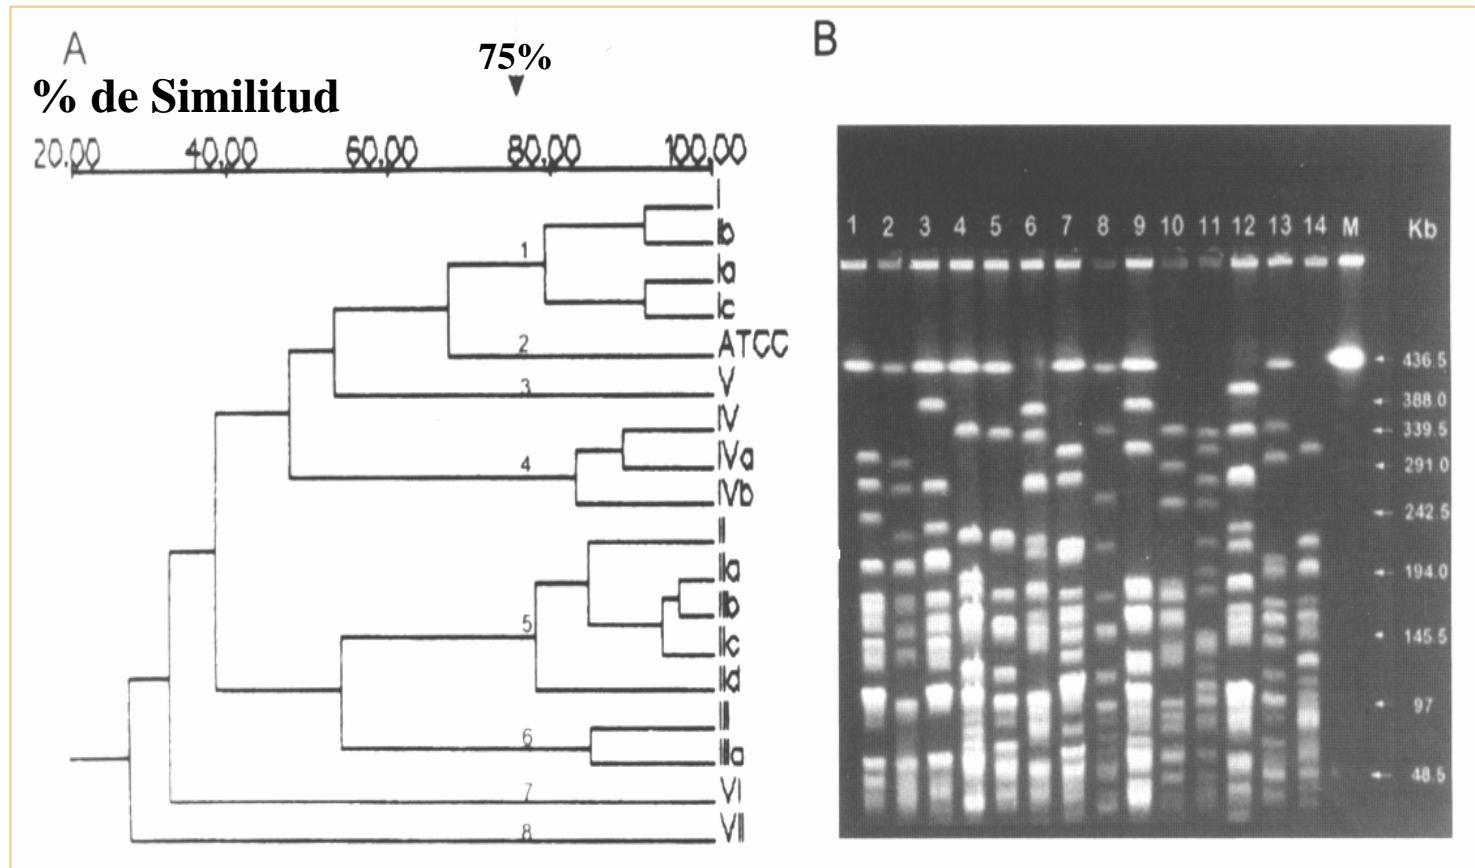 A
75%
% de Similitud
20,00 40,00 60,00 80,00 100,00
I
Ib
Ia
Ic
ATCC
V
IV
IVa
IVb
II
IIa
IIb
IIc
IId
III
IIIa
VI
VII
1
2
3
4
5
6
7
8
B
1 2 3 4 5 6 7 8 9 10 11 12 13 14 M Kb
436.5
388.0
339.5
291.0
242.5
194.0
145.5
97
48.5